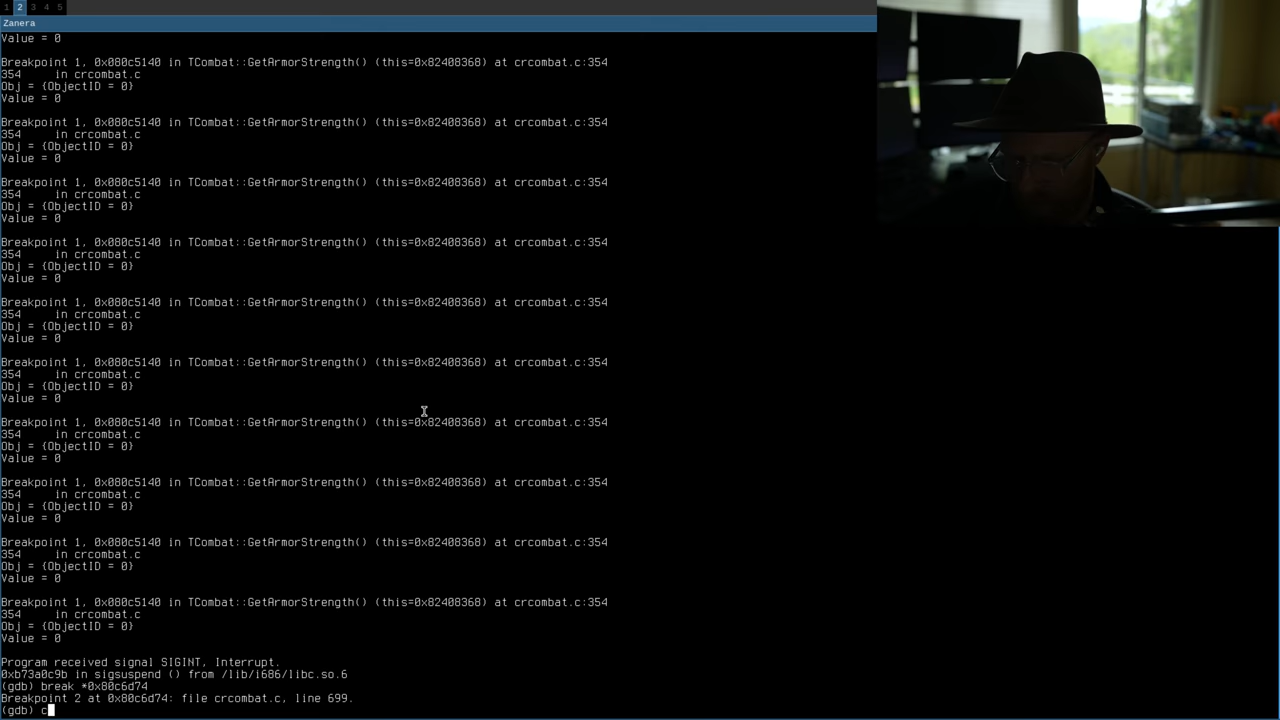 1 2 3 4 5
Zanera
Value = 0
Breakpoint 1, 0x080c5140 in TCombat::GetArmorStrength() (this=0x82408368) at crcombat.c:354
354 in crcombat.c
Obj = {ObjectID = 0}
Value = 0
Breakpoint 1, 0x080c5140 in TCombat::GetArmorStrength() (this=0x82408368) at crcombat.c:354
354 in crcombat.c
Obj = {ObjectID = 0}
Value = 0
Breakpoint 1, 0x080c5140 in TCombat::GetArmorStrength() (this=0x82408368) at crcombat.c:354
354 in crcombat.c
Obj = {ObjectID = 0}
Value = 0
Breakpoint 1, 0x080c5140 in TCombat::GetArmorStrength() (this=0x82408368) at crcombat.c:354
354 in crcombat.c
Obj = {ObjectID = 0}
Value = 0
Breakpoint 1, 0x080c5140 in TCombat::GetArmorStrength() (this=0x82408368) at crcombat.c:354
354 in crcombat.c
Obj = {ObjectID = 0}
Value = 0
Breakpoint 1, 0x080c5140 in TCombat::GetArmorStrength() (this=0x82408368) at crcombat.c:354
354 in crcombat.c
Obj = {ObjectID = 0}
Value = 0
Breakpoint 1, 0x080c5140 in TCombat::GetArmorStrength() (this=0x82408368) at crcombat.c:354
354 in crcombat.c
Obj = {ObjectID = 0}
Value = 0
Breakpoint 1, 0x080c5140 in TCombat::GetArmorStrength() (this=0x82408368) at crcombat.c:354
354 in crcombat.c
Obj = {ObjectID = 0}
Value = 0
Breakpoint 1, 0x080c5140 in TCombat::GetArmorStrength() (this=0x82408368) at crcombat.c:354
354 in crcombat.c
Obj = {ObjectID = 0}
Value = 0
Breakpoint 1, 0x080c5140 in TCombat::GetArmorStrength() (this=0x82408368) at crcombat.c:354
354 in crcombat.c
Obj = {ObjectID = 0}
Value = 0
Program received signal SIGINT, Interrupt.
0xb73a0c9b in sigsuspend () from /lib/i686/libc.so.6
(gdb) break *0x80c6d74
Breakpoint 2 at 0x80c6d74: file crcombat.c, line 699.
(gdb) c